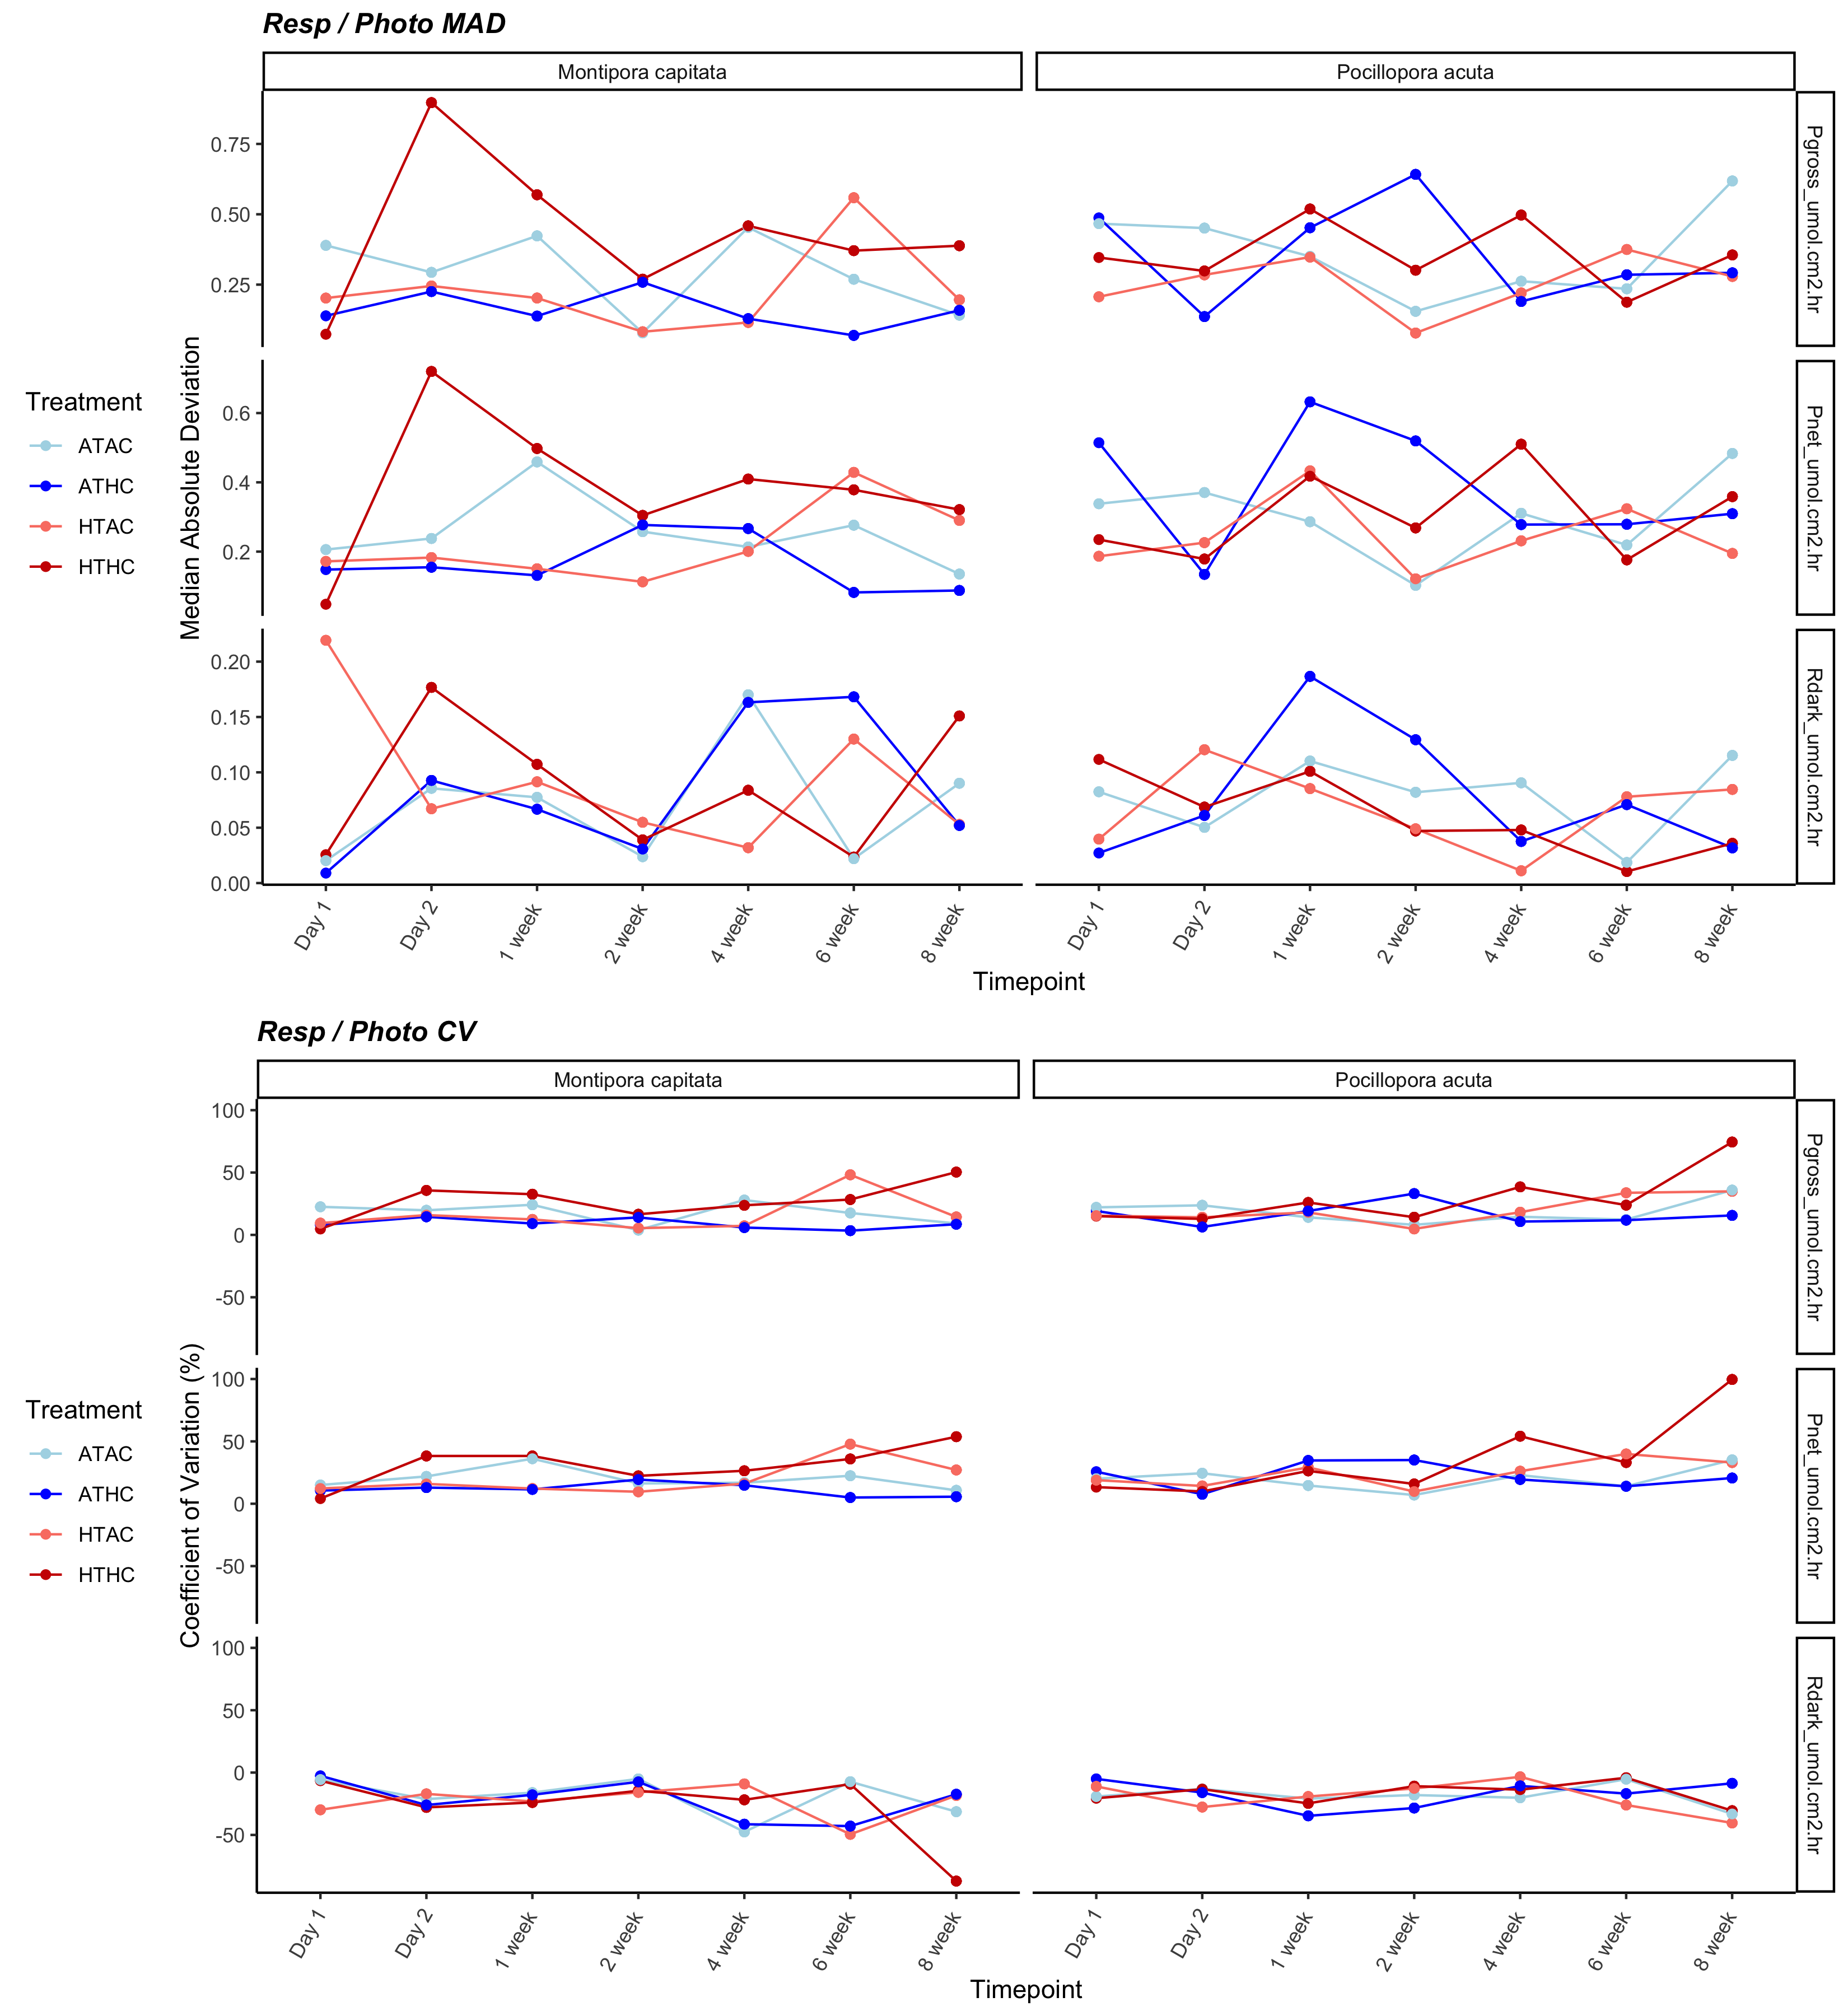 Resp / Photo MAD
Montipora capitata
Pocillopora acuta
Median Absolute Deviation
0.75
0.50
0.25
Pgross_umol.cm2.hr
0.6
0.4
0.2
Pnet_umol.cm2.hr
0.20
0.15
0.10
0.05
0.00
Rdark_umol.cm2.hr
Treatment
ATAC
ATHC
HTAC
HTHC
Day 1
Day 2
1 week
2 week
4 week
6 week
8 week
Day 1
Day 2
1 week
2 week
4 week
6 week
8 week
Timepoint
Resp / Photo CV
Montipora capitata
Pocillopora acuta
Coefficient of Variation (%)
100
50
0
-50
Pgross_umol.cm2.hr
100
50
0
-50
Pnet_umol.cm2.hr
100
50
0
-50
Rdark_umol.cm2.hr
Treatment
ATAC
ATHC
HTAC
HTHC
Day 1
Day 2
1 week
2 week
4 week
6 week
8 week
Day 1
Day 2
1 week
2 week
4 week
6 week
8 week
Timepoint